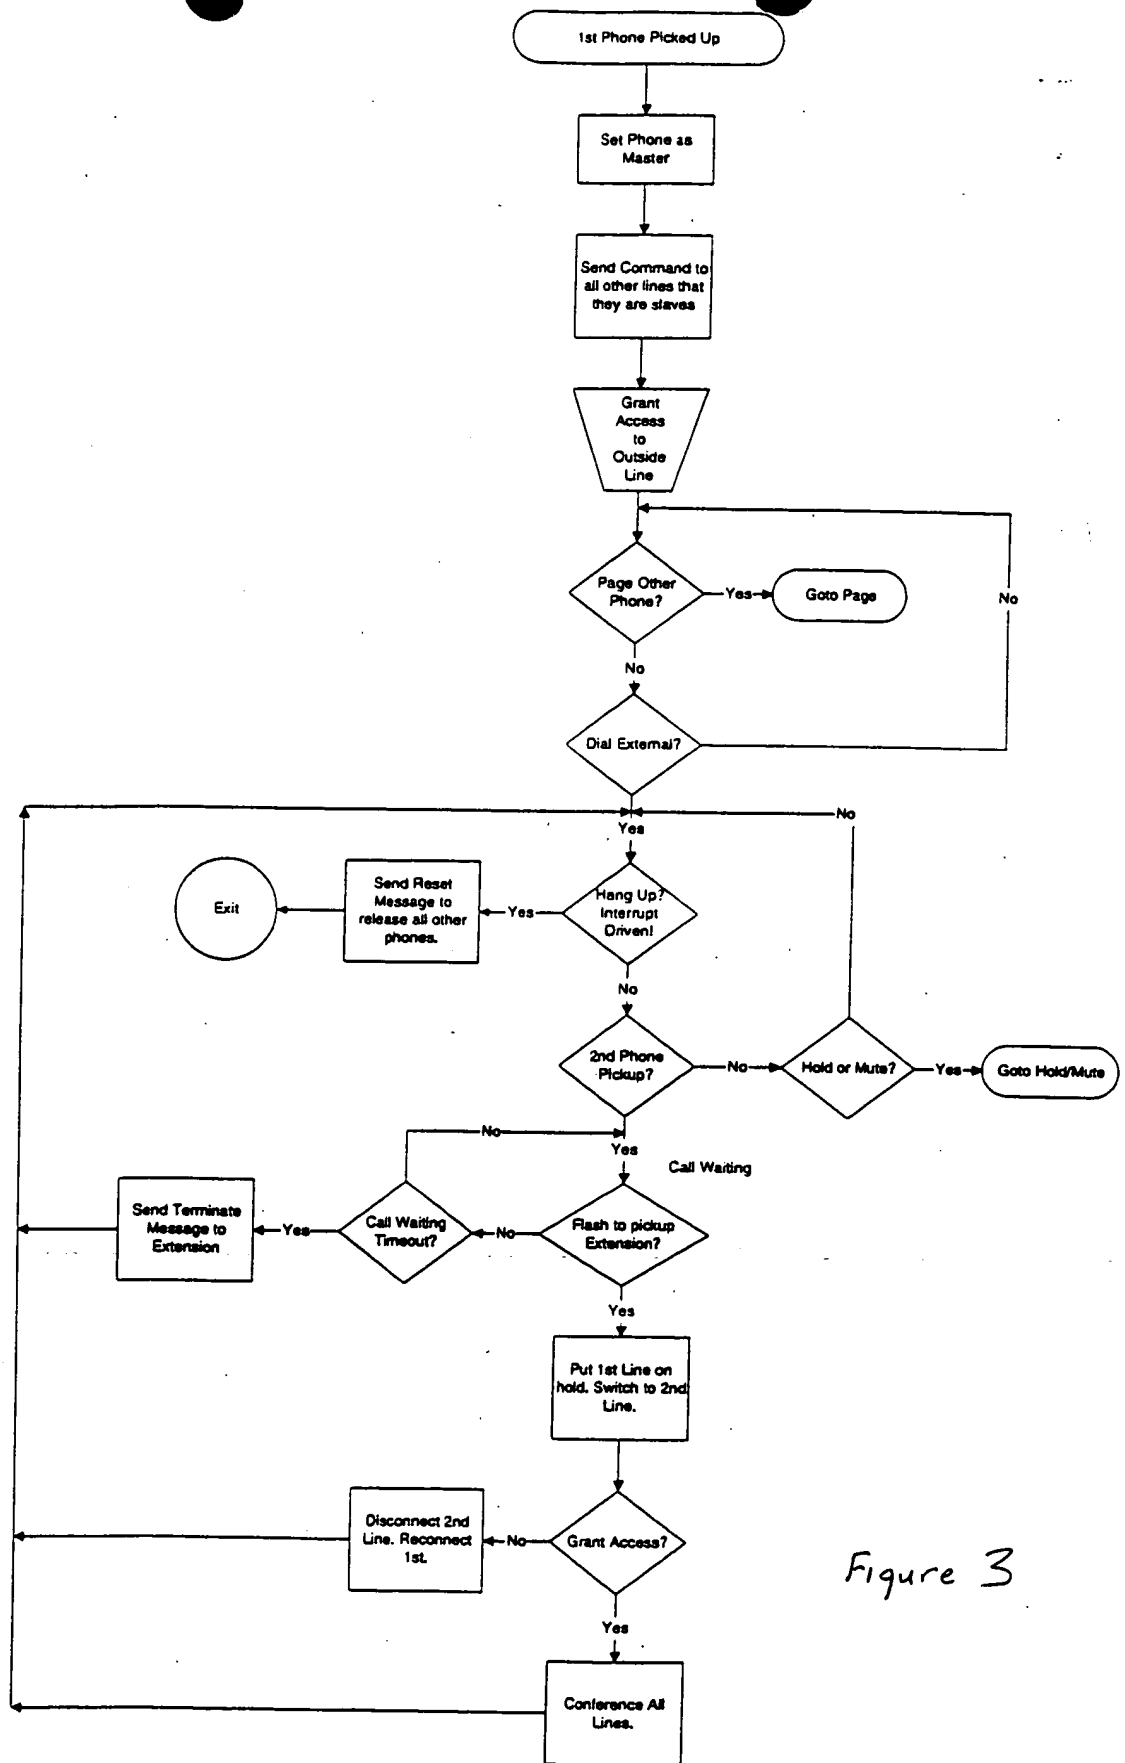 1st Phone Picked Up
Set Phone as
Master
Send Command to
all other lines that
they are slaves
Grant
Access
to
Outside
Line
Page Other
Phone?
Yes
Goto Page
No
No
Dial External?
No
Yes
Exit
Send Reset
Message to
release all other
phones.
Yes
Hang Up?
Interrupt
Driven!
No
2nd Phone
Pickup?
No
Hold or Mute?
Yes
Goto Hold/Mute
No
Yes
Call Waiting
Send Terminate
Message to
Extension
Yes
Call Waiting
Timeout?
No
Flash to pickup
Extension?
Yes
Put 1st Line on
hold. Switch to 2nd
Line.
Disconnect 2nd
Line. Reconnect
1st.
No
Grant Access?
Yes
Conference All
Lines.
Figure 3